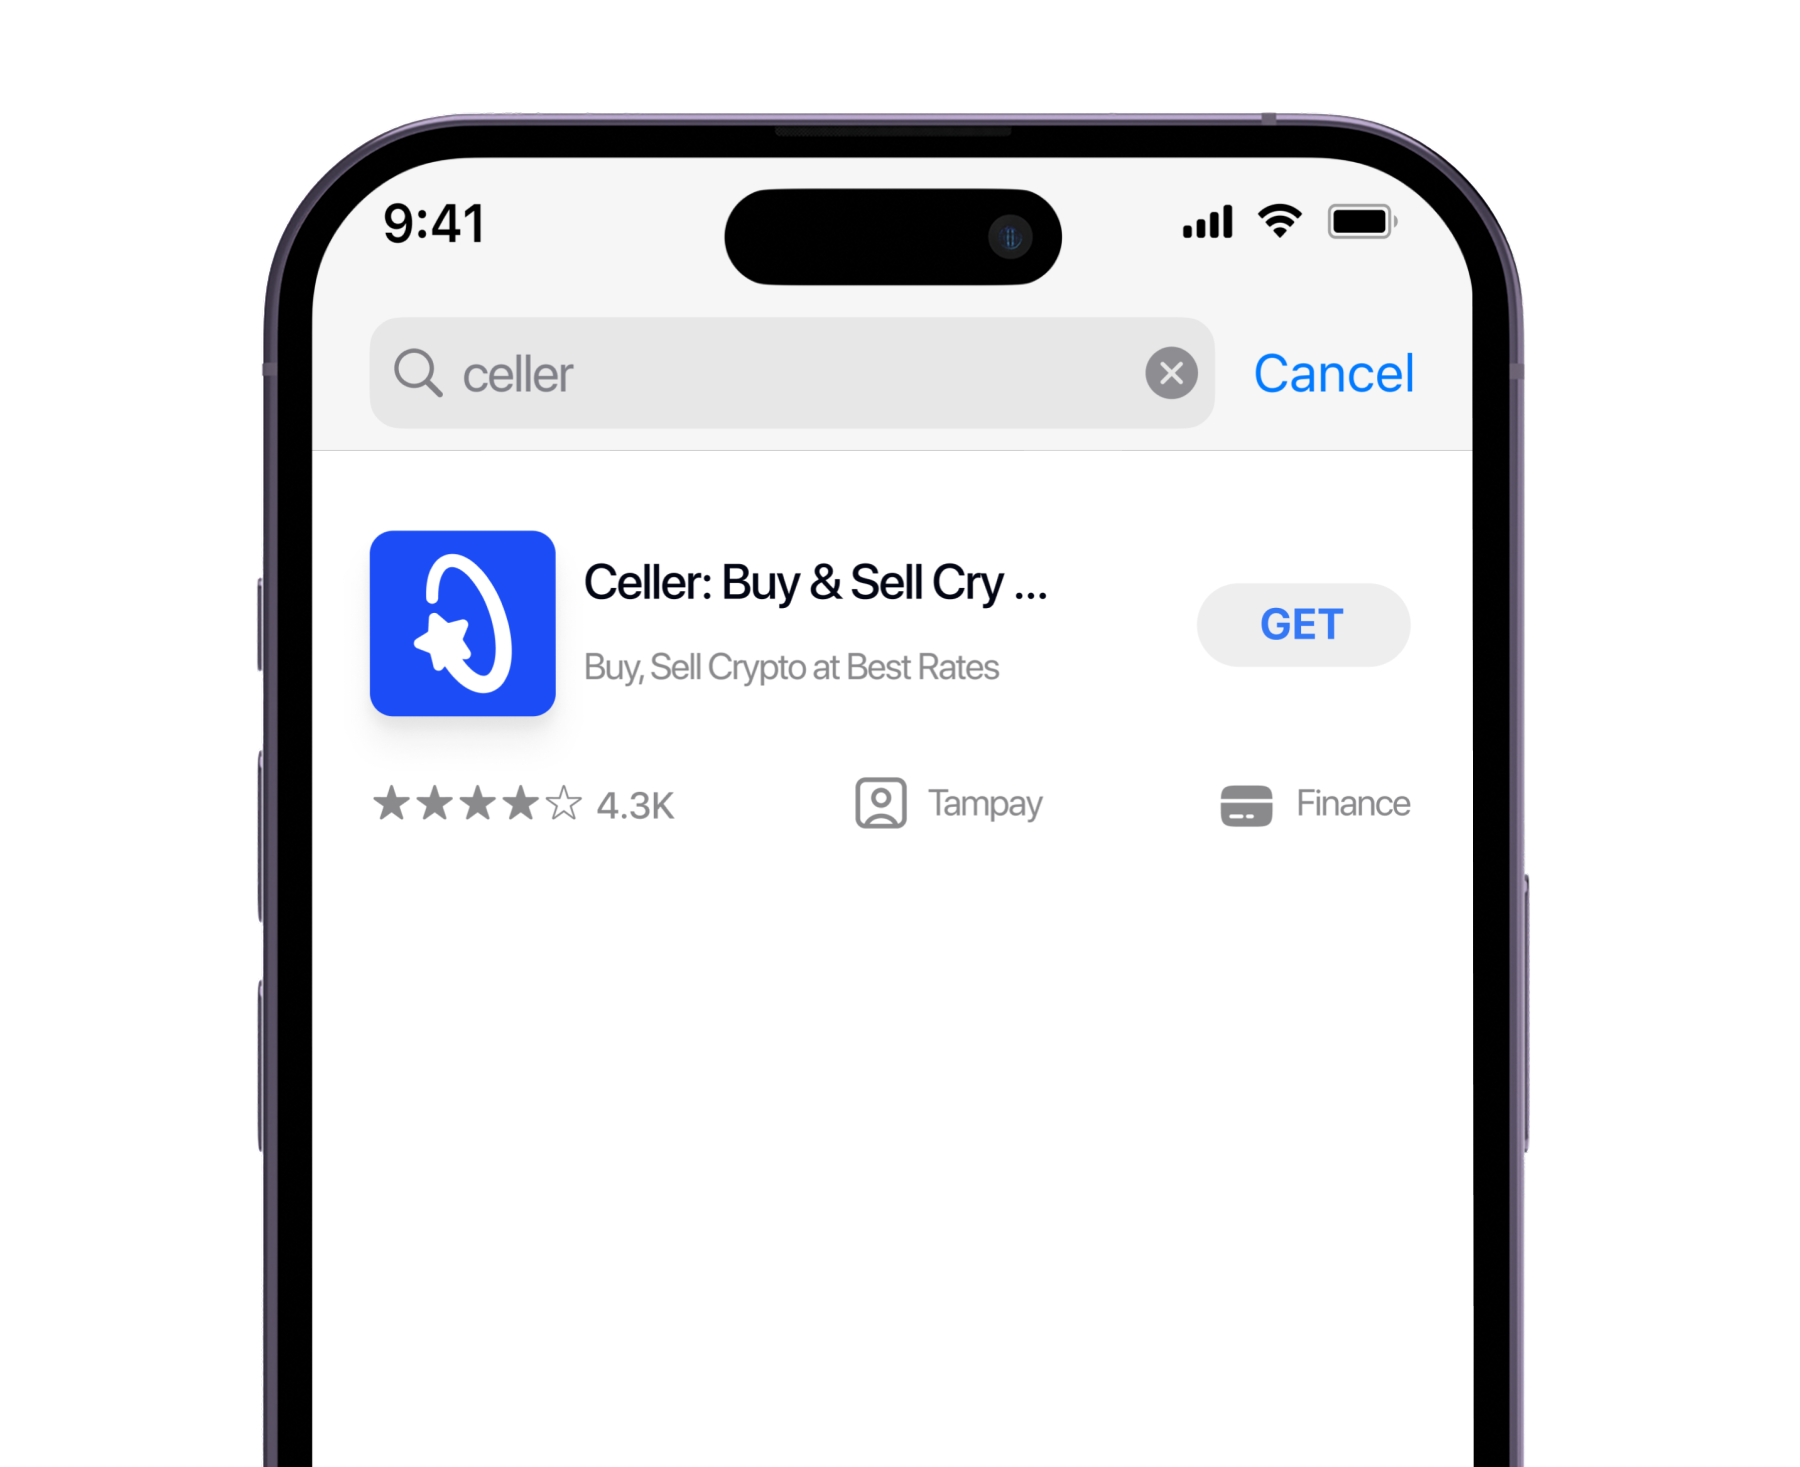 9:41
celler
Cancel
Celler: Buy & Sell Cry ...
GET
Buy, Sell Crypto at Best Rates
4.3K
Tampay
Finance